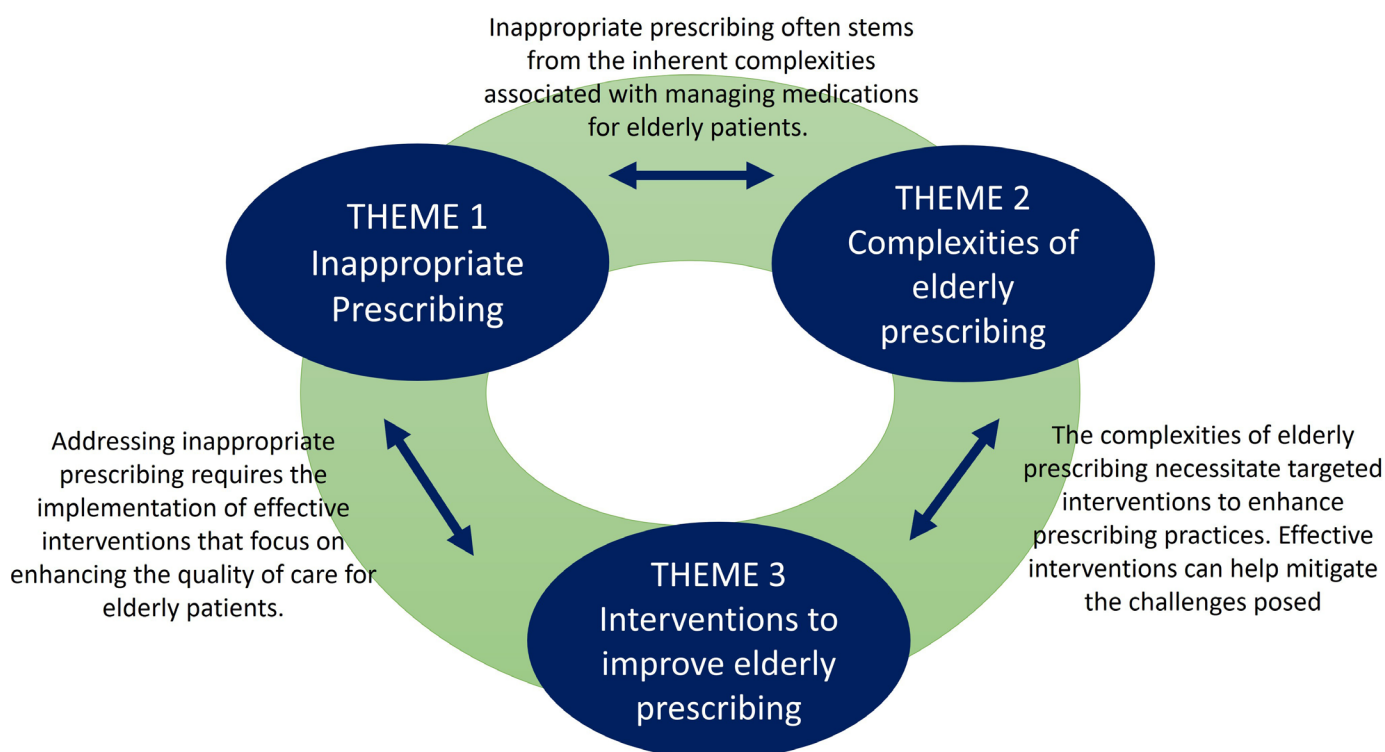 Inappropriate prescribing often stems
from the inherent complexities
associated with managing medications
for elderly patients.
THEME 1
Inappropriate
Prescribing
THEME 2
Complexities of
elderly
prescribing
Addressing inappropriate
prescribing requires the
implementation of effective
interventions that focus on
enhancing the quality of care for
elderly patients.
The complexities of elderly
prescribing necessitate targeted
interventions to enhance
prescribing practices. Effective
interventions can help mitigate
the challenges posed
THEME 3
Interventions to
improve elderly
prescribing